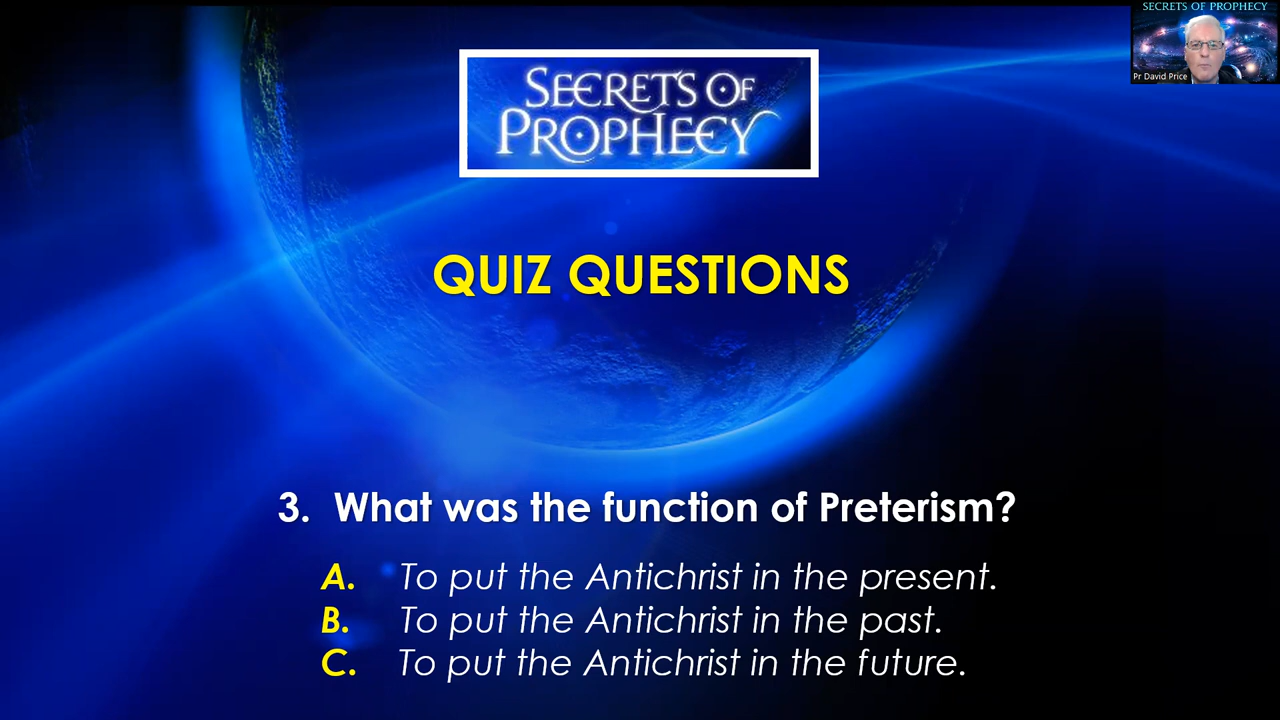 SECRETS OF PROPHECY
Pr David Price
SECRETS OF
PROPHECY
QUIZ QUESTIONS
3. What was the function of Preterism?
A. To put the Antichrist in the present.
B. To put the Antichrist in the past.
C. To put the Antichrist in the future.